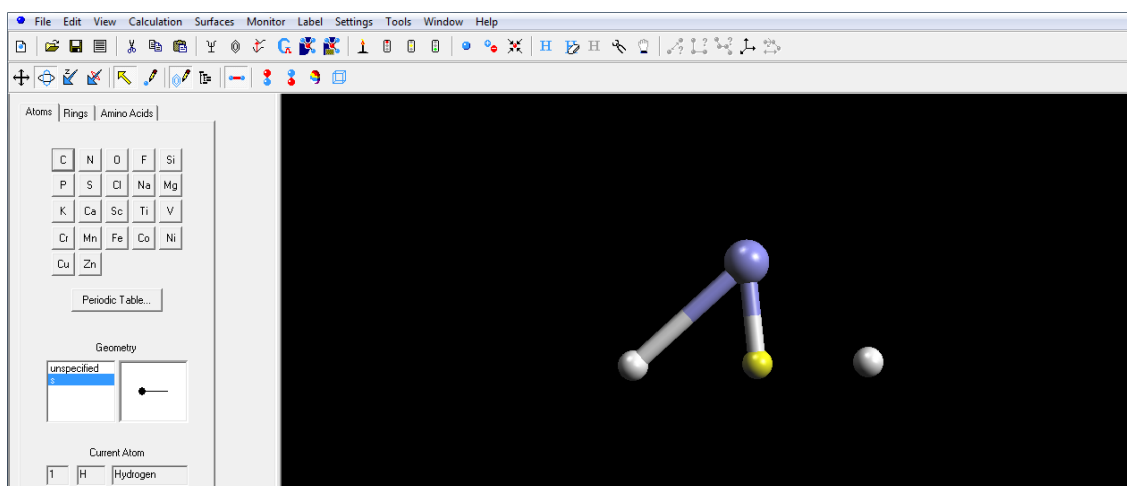 File Edit View Calculation Surfaces Monitor Label Settings Tools Window Help
Atoms Rings Amino Acids
C N O F Si
P S Cl Na Mg
K Ca Sc Ti V
Cr Mn Fe Co Ni
Cu Zn
Periodic Table...
Geometry
unspecified
s
Current Atom
1 H Hydrogen